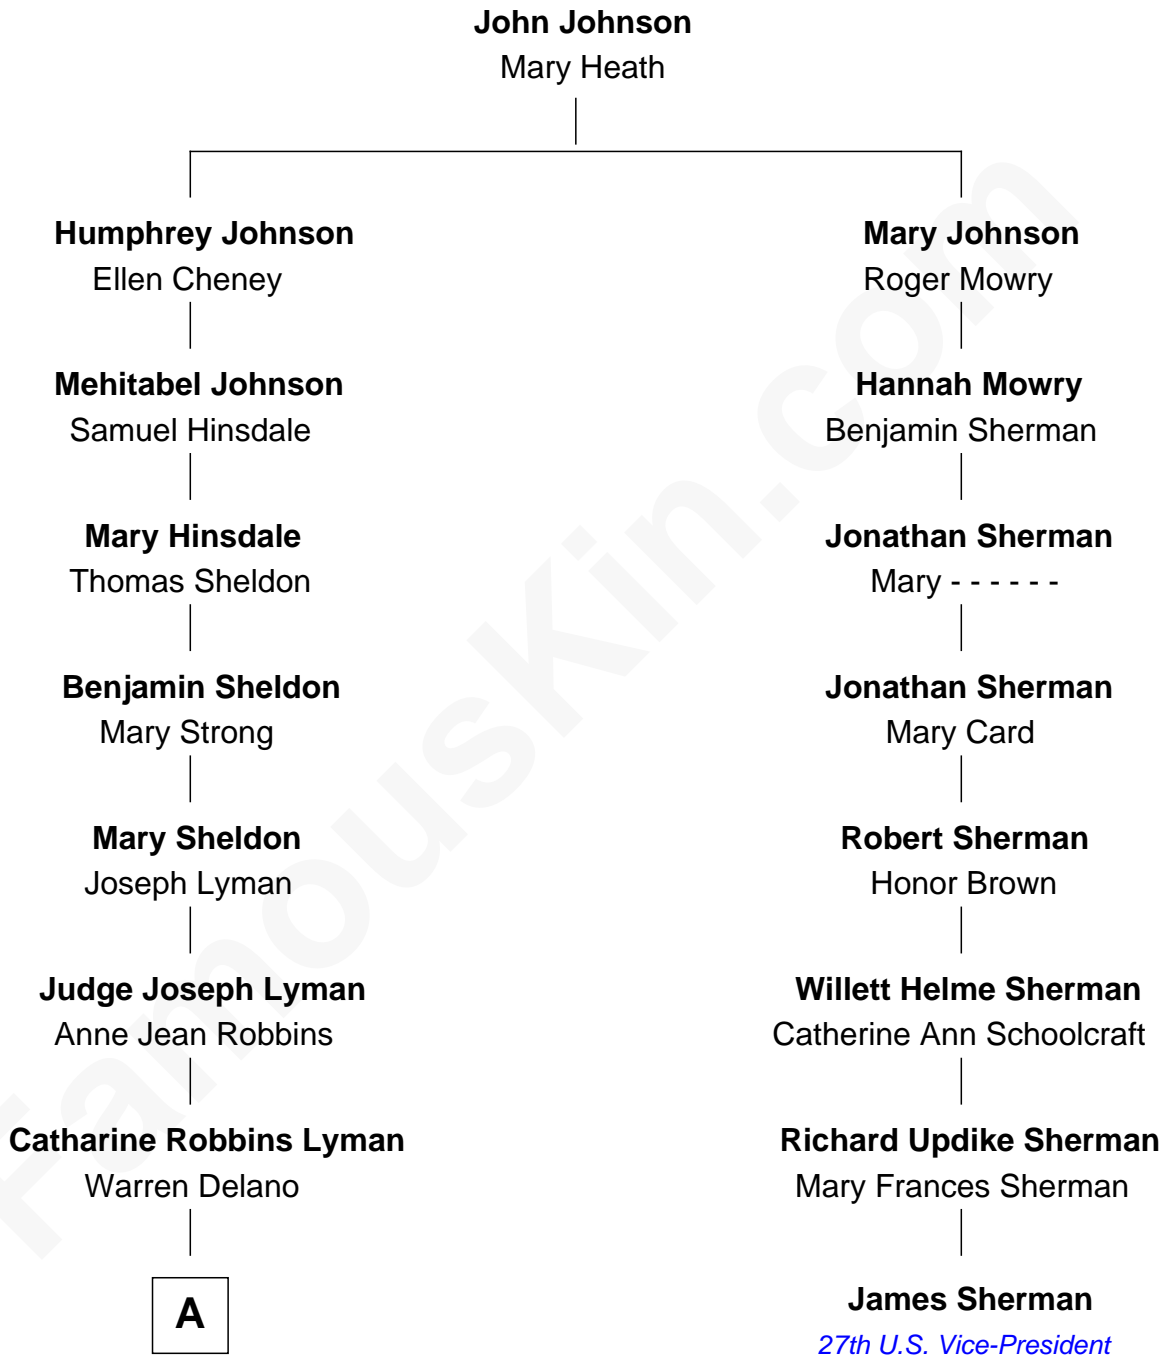 John Johnson
Mary Heath
Humphrey Johnson
Ellen Cheney
Mary Johnson
Roger Mowry
Mehitabel Johnson
Samuel Hinsdale
Hannah Mowry
Benjamin Sherman
Mary Hinsdale
Thomas Sheldon
Jonathan Sherman
Mary - - - - - -
Benjamin Sheldon
Mary Strong
Jonathan Sherman
Mary Card
Mary Sheldon
Joseph Lyman
Robert Sherman
Honor Brown
Judge Joseph Lyman
Anne Jean Robbins
Willett Helme Sherman
Catherine Ann Schoolcraft
Catharine Robbins Lyman
Warren Delano
Richard Updike Sherman
Mary Frances Sherman
A
James Sherman
27th U.S. Vice-President
FamousKin.com